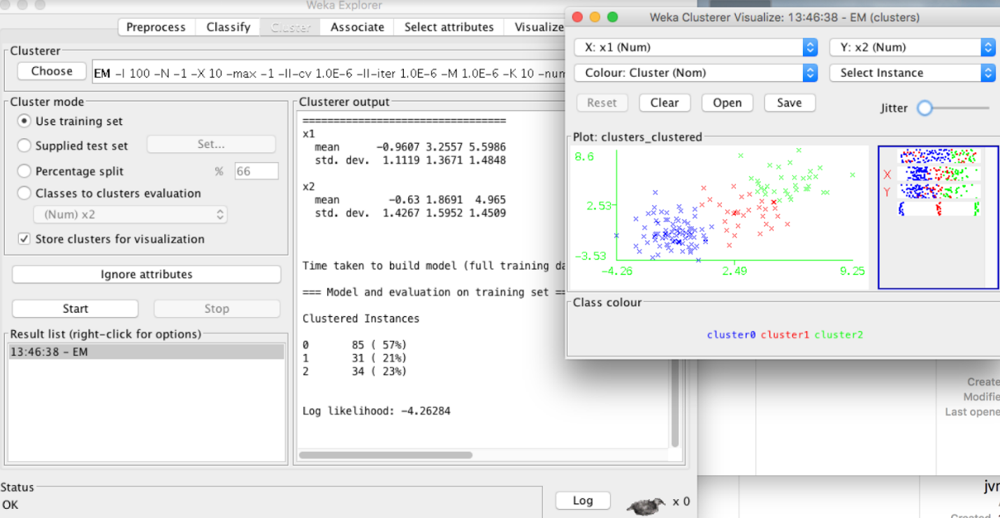 Weka Explorer
Preprocess Classify Cluster Associate Select attributes Visualize
Clusterer
Choose EM -I 100 -N -1 -X 10 -max -1 -ll-cv 1.0E-6 -ll-iter 1.0E-6 -M 1.0E-6 -K 10 -num
Cluster mode
Use training set
Supplied test set Set...
Percentage split % 66
Classes to clusters evaluation
(Num) x2
Store clusters for visualization
Ignore attributes
Start Stop
Result list (right-click for options)
13:46:38 - EM
Clusterer output
=================================
x1
mean -0.9607 3.2557 5.5986
std. dev. 1.1119 1.3671 1.4848
x2
mean -0.63 1.8691 4.965
std. dev. 1.4267 1.5952 1.4509
Time taken to build model (full training da
=== Model and evaluation on training set ==
Clustered Instances
0 85 ( 57%)
1 31 ( 21%)
2 34 ( 23%)
Log likelihood: -4.26284
Status
OK
Log x 0
Weka Clusterer Visualize: 13:46:38 - EM (clusters)
X: x1 (Num) Y: x2 (Num)
Colour: Cluster (Nom) Select Instance
Reset Clear Open Save Jitter
Plot: clusters_clustered
8.6
2.53
-3.53
-4.26 2.49 9.25
X
Y
Class colour
cluster0 cluster1 cluster2
Create
Modifie
Last opene
jvr
Created